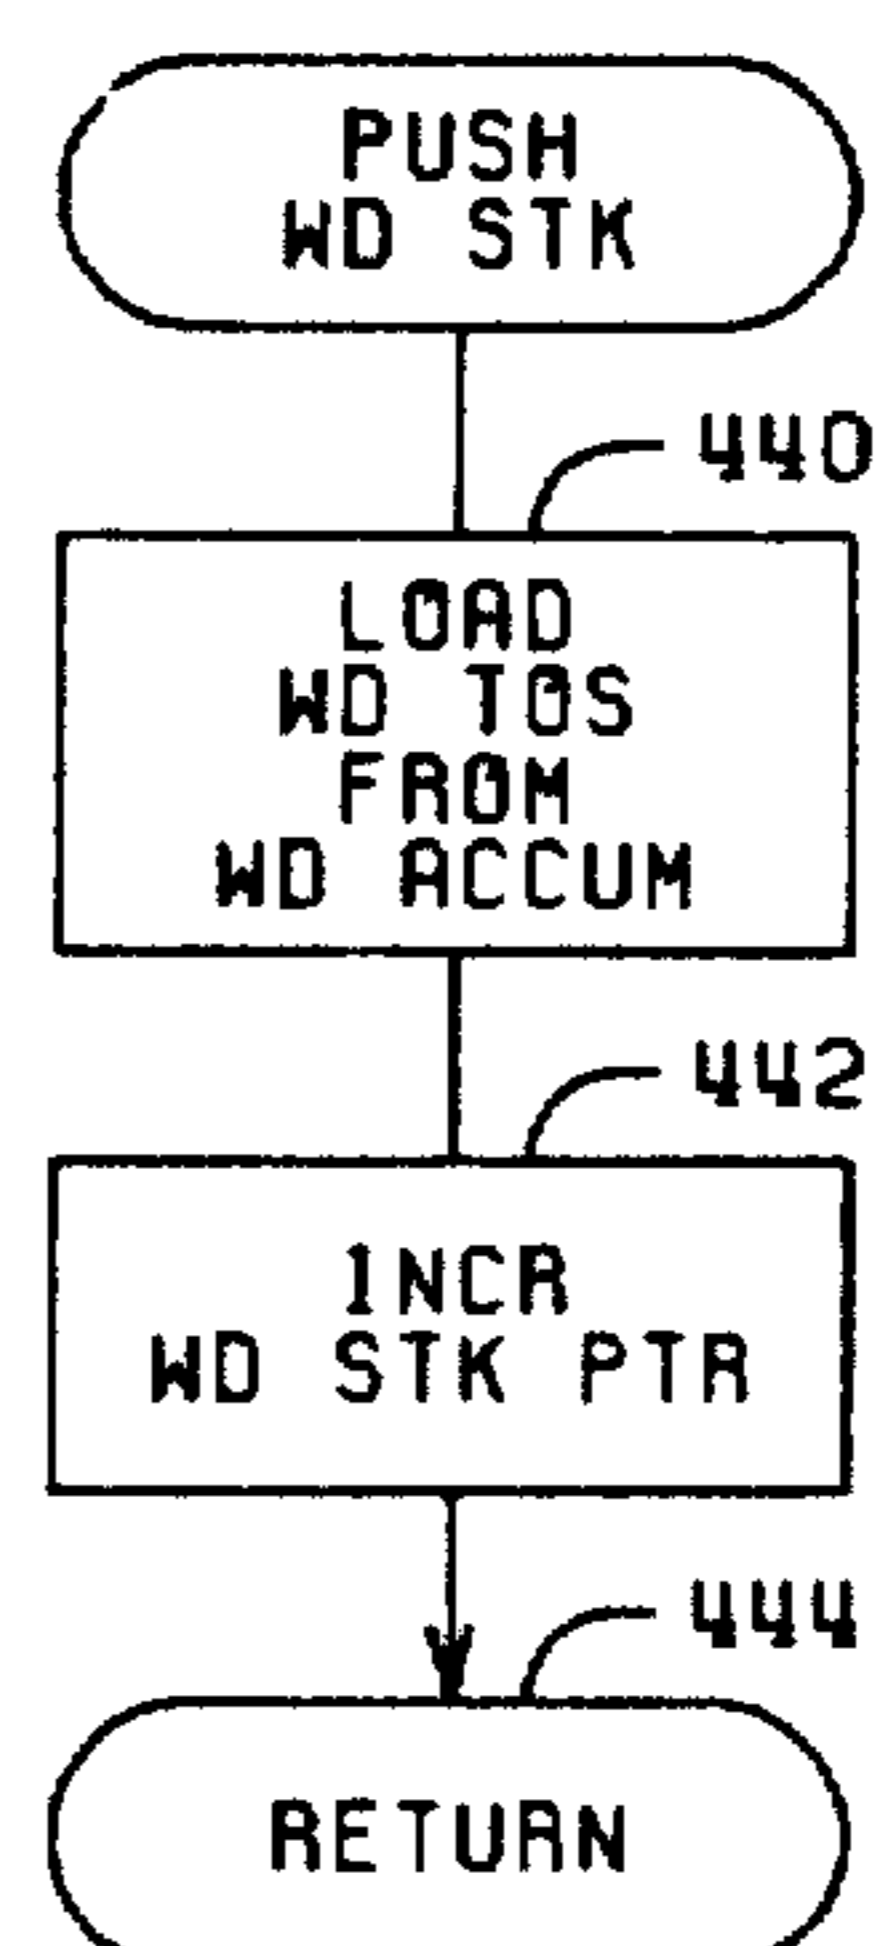 PUSH
WD STK
440
LOAD
WD TOS
FROM
WD ACCUM
442
INCR
WD STK PTR
444
RETURN